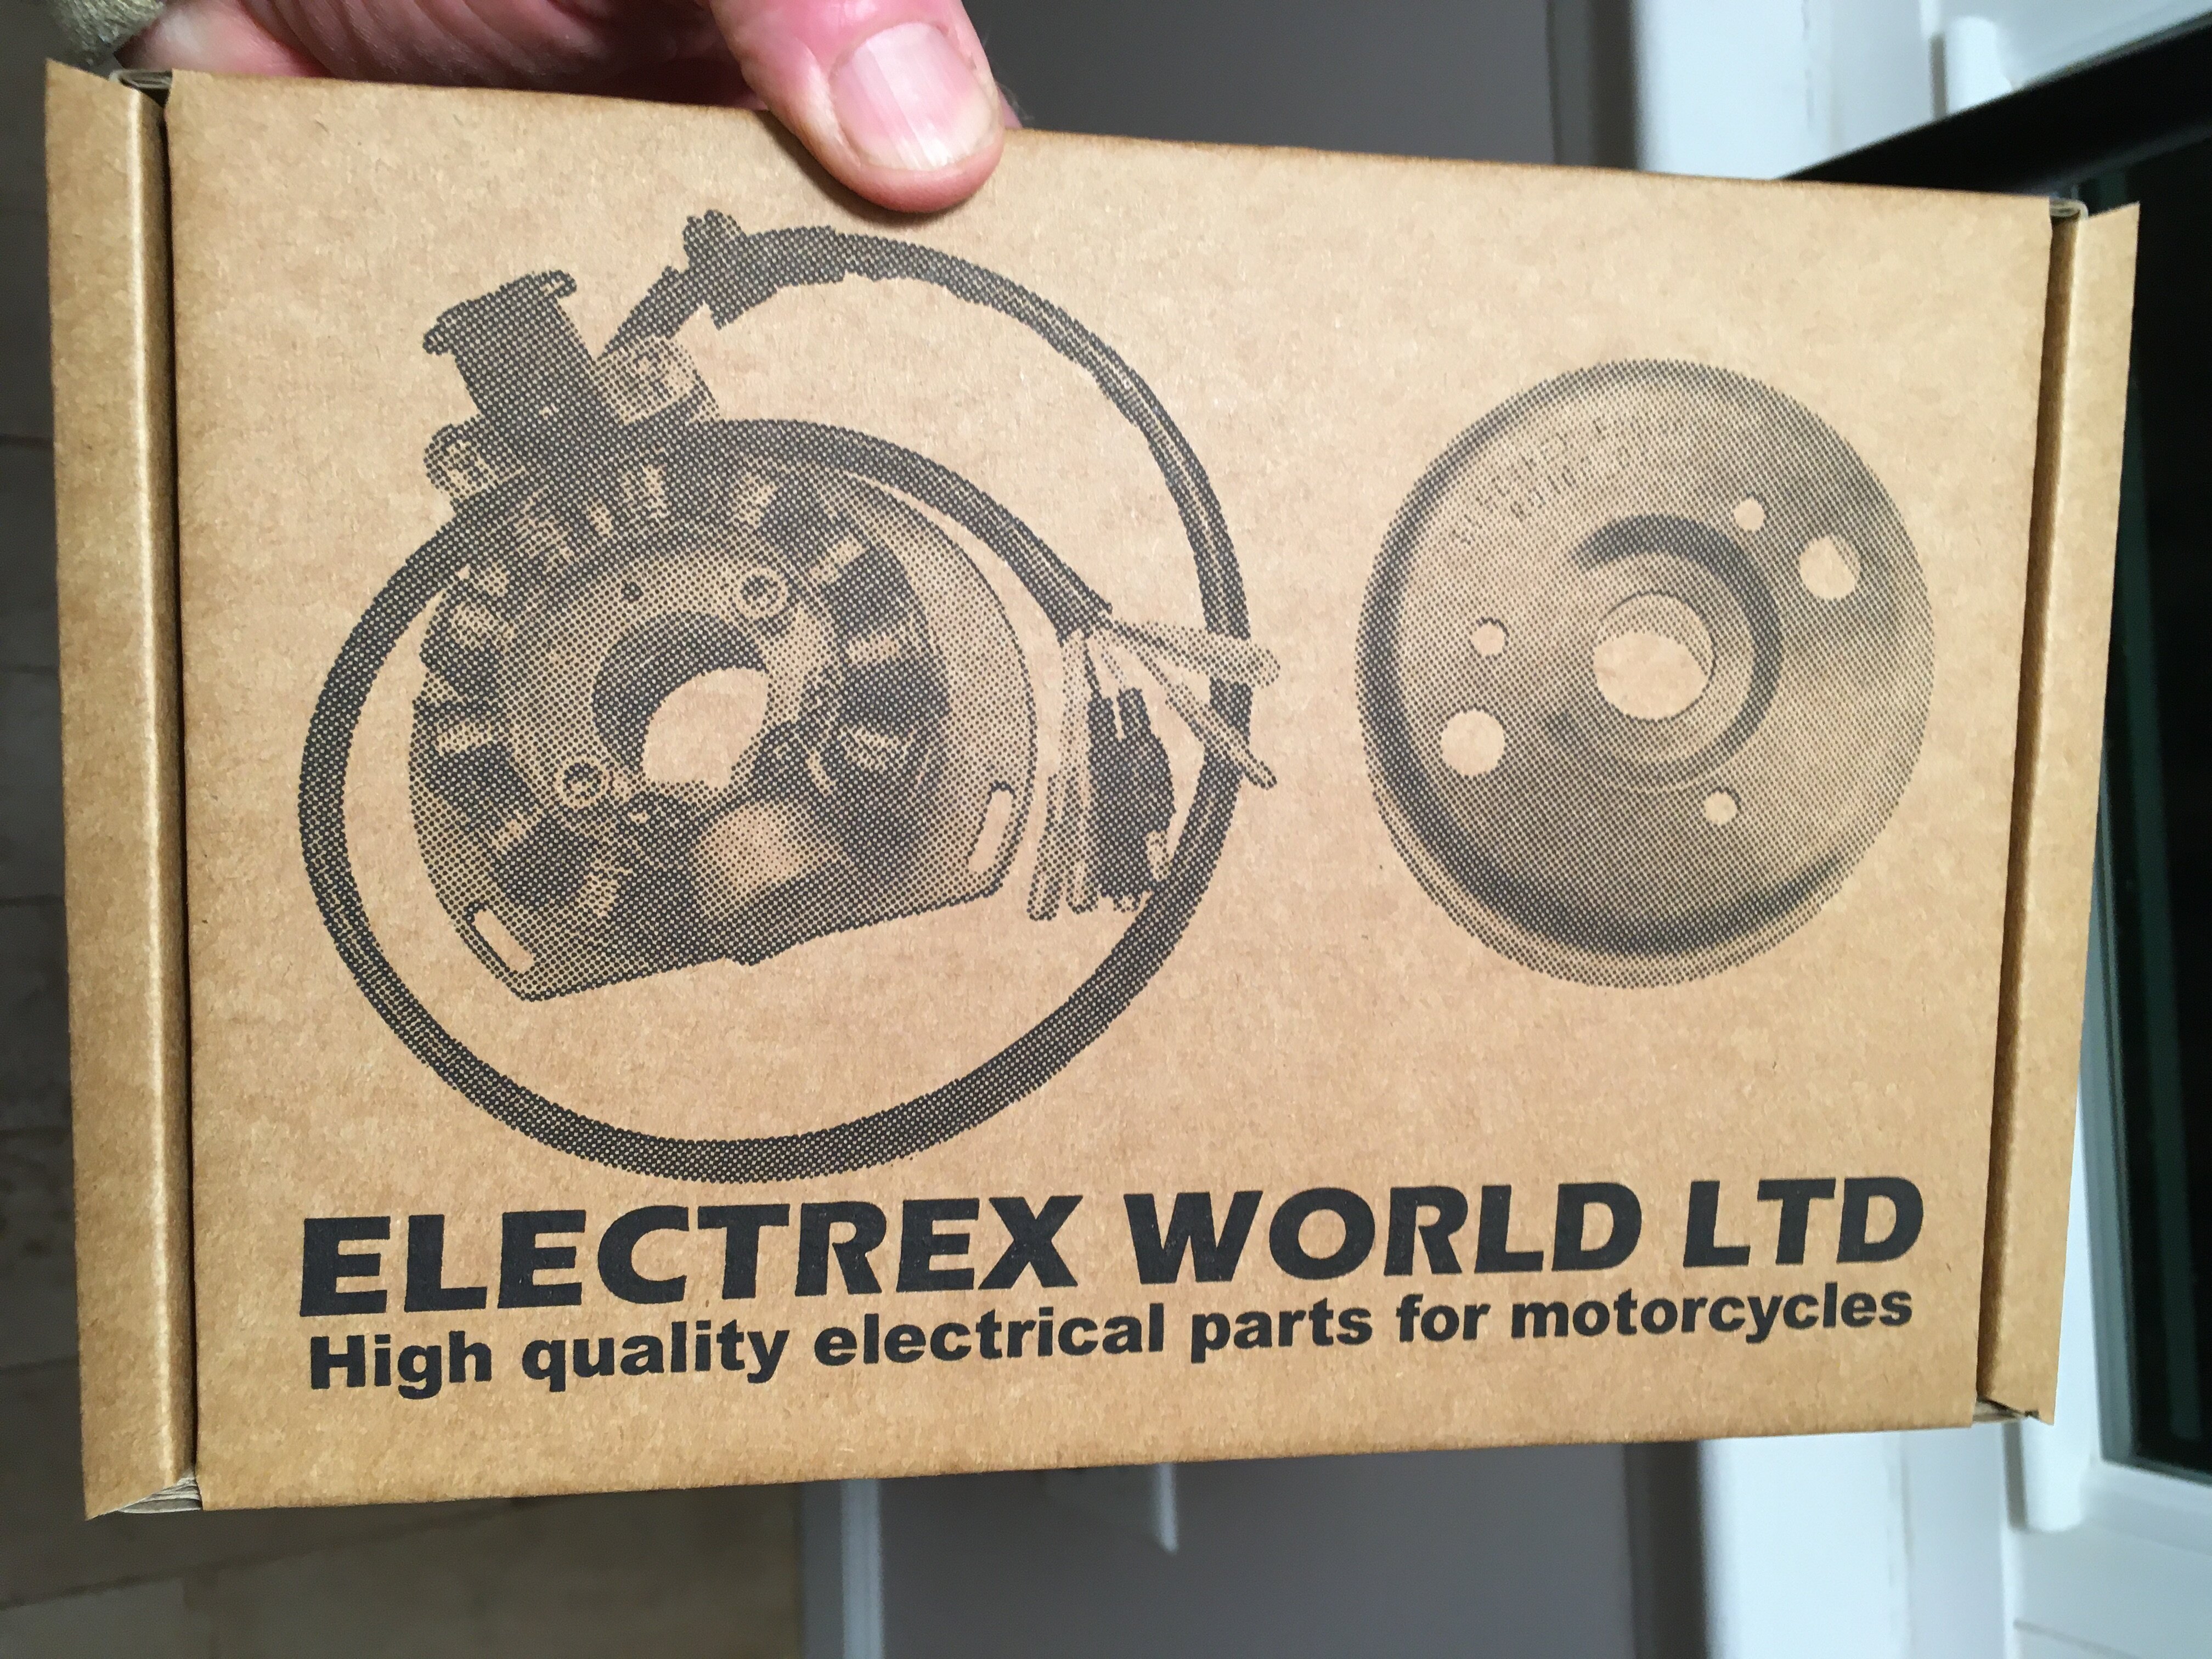 ELECTREX WORLD LTD
High quality electrical parts for motorcycles